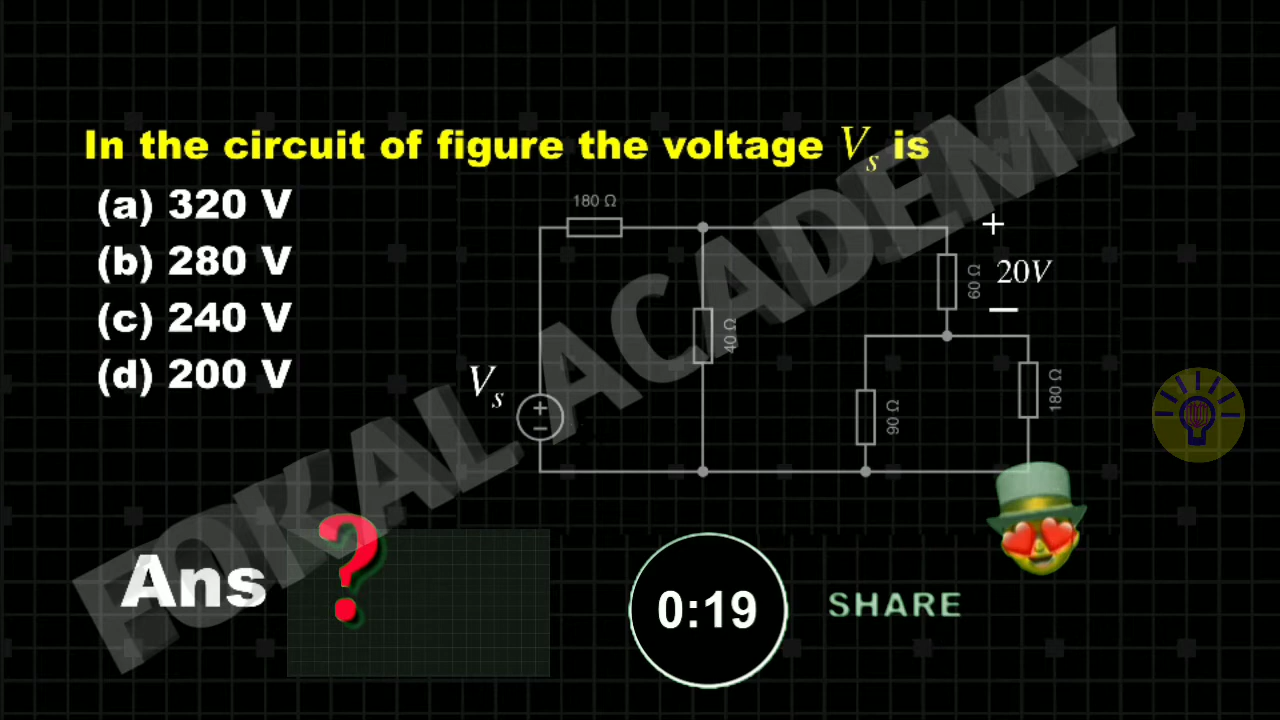 In the circuit of figure the voltage Vs is
(a) 320 V
(b) 280 V
(c) 240 V
(d) 200 V
180 Ω
40 Ω
60 Ω
+
20V
−
90 Ω
180 Ω
Vs
+
−
FOKAL ACADEMY
Ans ?
0:19
SHARE